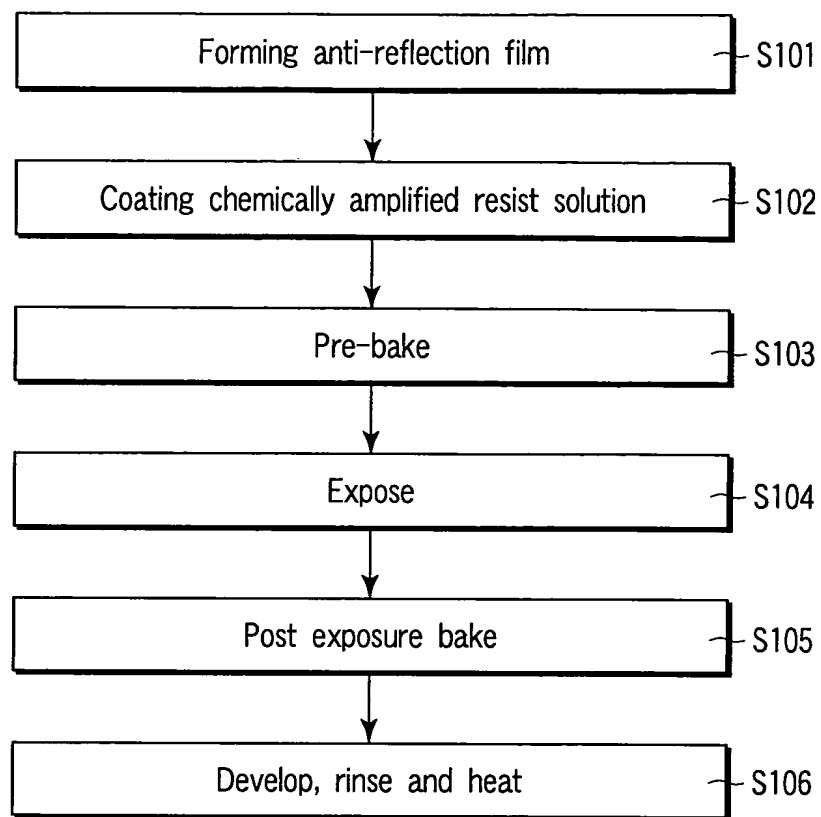 Forming anti-reflection film S101
Coating chemically amplified resist solution S102
Pre-bake S103
Expose S104
Post exposure bake S105
Develop, rinse and heat S106